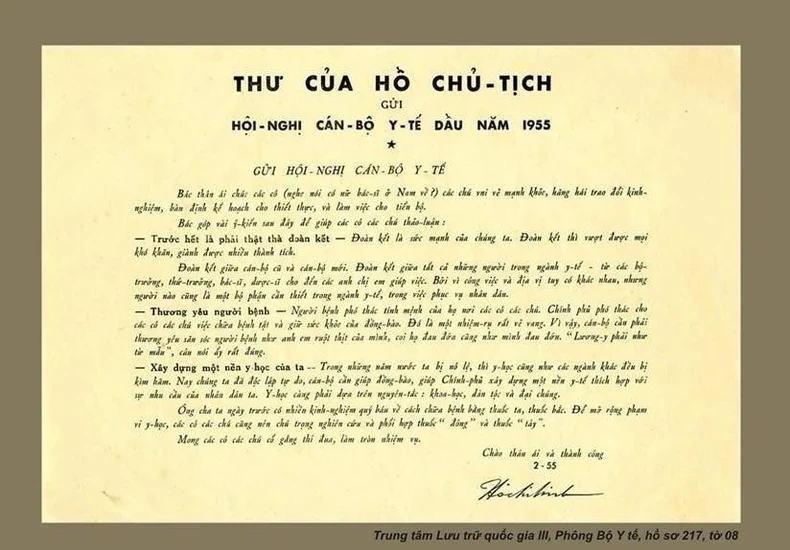 THƯ CỦA HỒ CHỦ-TỊCH
GỬI
HỘI-NGHỊ CÁN-BỘ Y-TẾ DẦU NĂM 1955
★
GỬI HỘI-NGHỊ CÁN-BỘ Y-TẾ
Bác thân ái chúc các cô (nghe nói có nữ bác-sĩ ở Nam về?) các chú vui vẻ mạnh khỏe, hăng hái trao đổi kinh-
nghiệm, bàn định kế hoạch cho thiết thực, và làm việc cho tiến bộ.
Bác góp vài ý-kiến sau đây để giúp các cô các chú thảo-luận :
— Trước hết là phải thật thà đoàn kết — Đoàn kết là sức mạnh của chúng ta. Đoàn kết thì vượt được mọi
khó khăn, giành được nhiều thành tích.
Đoàn kết giữa cán-bộ cũ và cán-bộ mới. Đoàn kết giữa tất cả những người trong ngành y-tế - từ các bộ-
trưởng, thứ-trưởng, bác-sĩ, dược-sĩ cho đến các anh chị em giúp việc. Bởi vì công việc và địa vị tuy có khác nhau, nhưng
người nào cũng là một bộ phận cần thiết trong ngành y-tế, trong việc phục vụ nhân dân.
— Thương yêu người bệnh — Người bệnh phó thác tính mệnh của họ nơi các cô các chú. Chính phủ phó thác cho
các cô các chú việc chữa bệnh tật và giữ sức khỏe của đồng-bào. Đó là một nhiệm-vụ rất vẻ vang. Vì vậy, cán-bộ cần phải
thương yêu săn sóc người bệnh như anh em ruột thịt của mình, coi họ đau đớn cũng như mình đau đớn. "Lương-y phải như
từ mẫu", câu nói ấy rất đúng.
— Xây dựng một nền y-học của ta -- Trong những năm nước ta bị nô lệ, thì y-học cũng như các ngành khác đều bị
kìm hãm. Nay chúng ta đã độc lập tự do, cán-bộ cần giúp đồng-bào, giúp Chính-phủ xây dựng một nền y-tế thích hợp với
sự nhu cầu của nhân dân ta. Y-học càng phải dựa trên nguyên-tắc : khoa-học, dân tộc và đại chúng.
Ông cha ta ngày trước có nhiều kinh-nghiệm quý báu về cách chữa bệnh bằng thuốc ta, thuốc bắc. Để mở rộng phạm
vi y-học, các cô các chú cũng nên chú trọng nghiên cứu và phối hợp thuốc " đông " và thuốc " tây ".
Mong các cô các chú cố gắng thi đua, làm tròn nhiệm vụ.
Chào thân ái và thành công
2 - 55
Hồ Chí Minh
Trung tâm Lưu trữ quốc gia III, Phông Bộ Y tế, hồ sơ 217, tờ 08